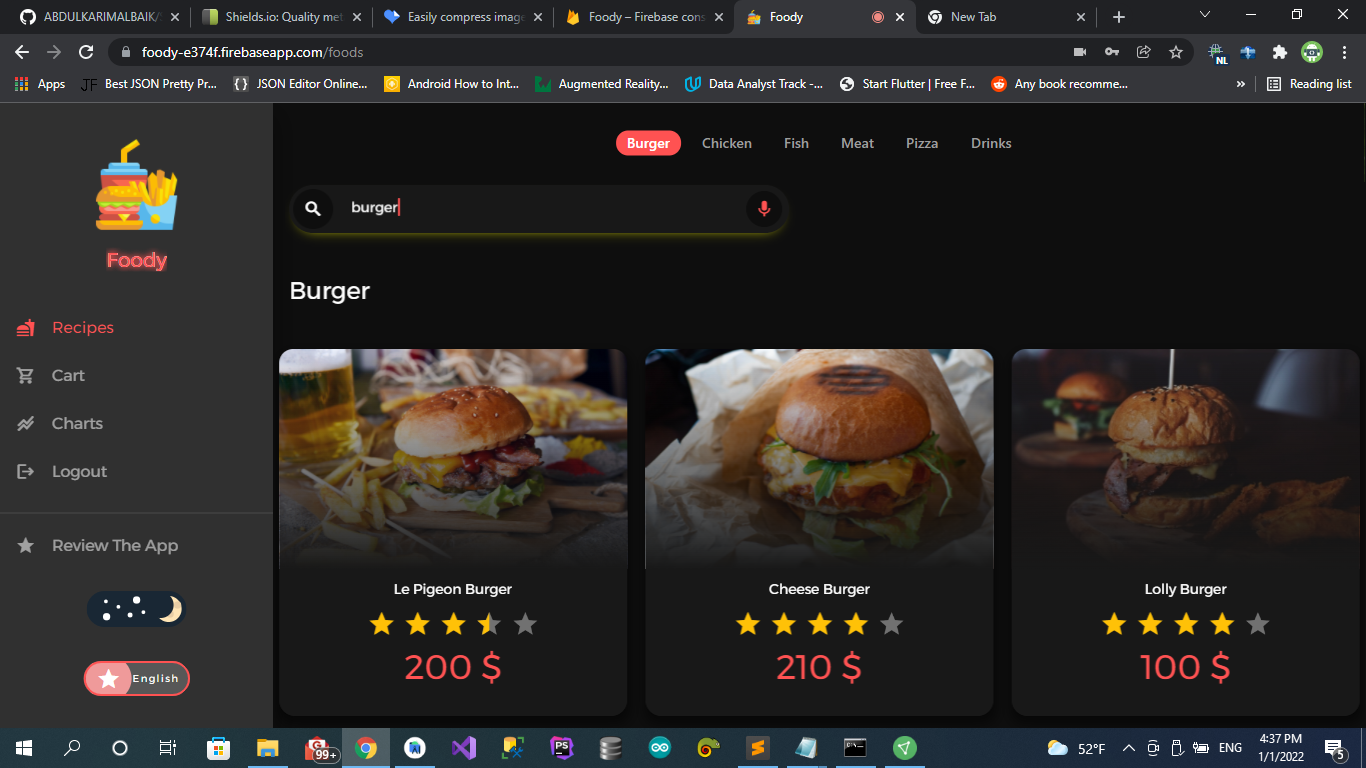 ABDULKARIMALBAIK/
Shields.io: Quality met
Easily compress image
Foody – Firebase cons
Foody
New Tab
foody-e374f.firebaseapp.com/foods
NL
Apps
JF Best JSON Pretty Pr...
{} JSON Editor Online...
Android How to Int...
Augmented Reality...
Data Analyst Track -...
Start Flutter | Free F...
Any book recomme...
»
Reading list
Foody
Recipes
Cart
Charts
Logout
Review The App
English
Burger
Chicken
Fish
Meat
Pizza
Drinks
burger
Burger
Le Pigeon Burger
200 $
Cheese Burger
210 $
Lolly Burger
100 $
99+
PS
52°F
ENG
4:37 PM
1/1/2022
5